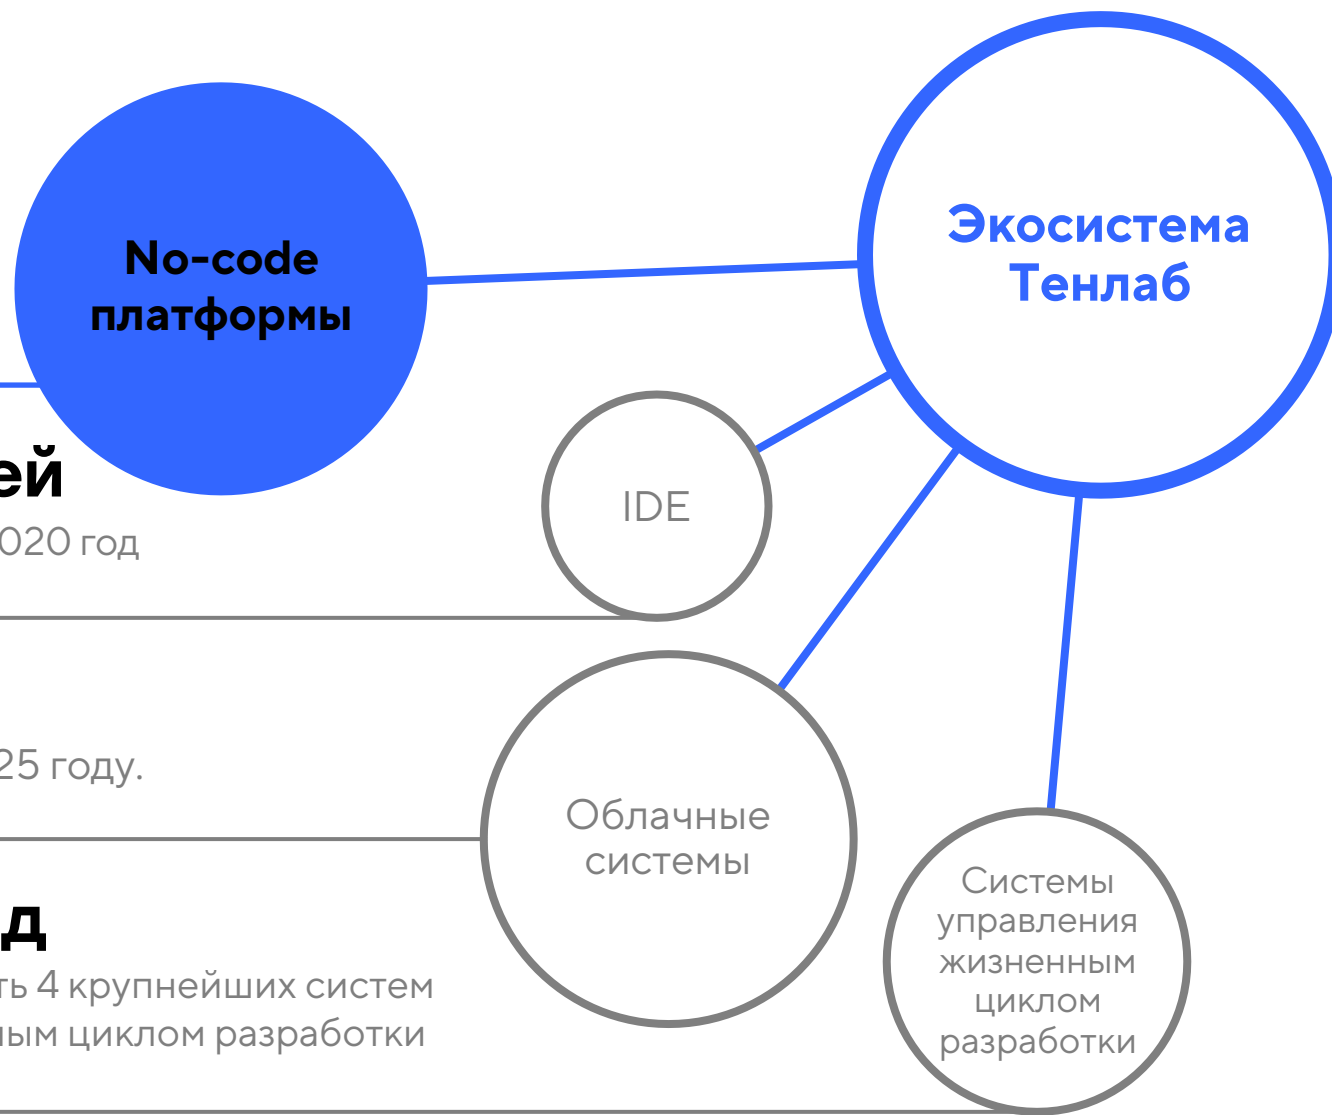 Экосистема
Тенлаб
No-code
платформы
ей
020 год
IDE
25 году.
Облачные
системы
д
ть 4 крупнейших систем
ным циклом разработки
Системы
управления
жизненным
циклом
разработки